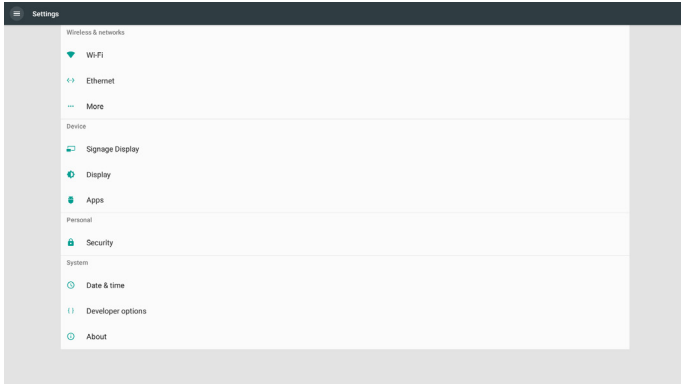 Settings
Wireless & networks
Wi-Fi
Ethernet
More
Device
Signage Display
Display
Apps
Personal
Security
System
Date & time
Developer options
About